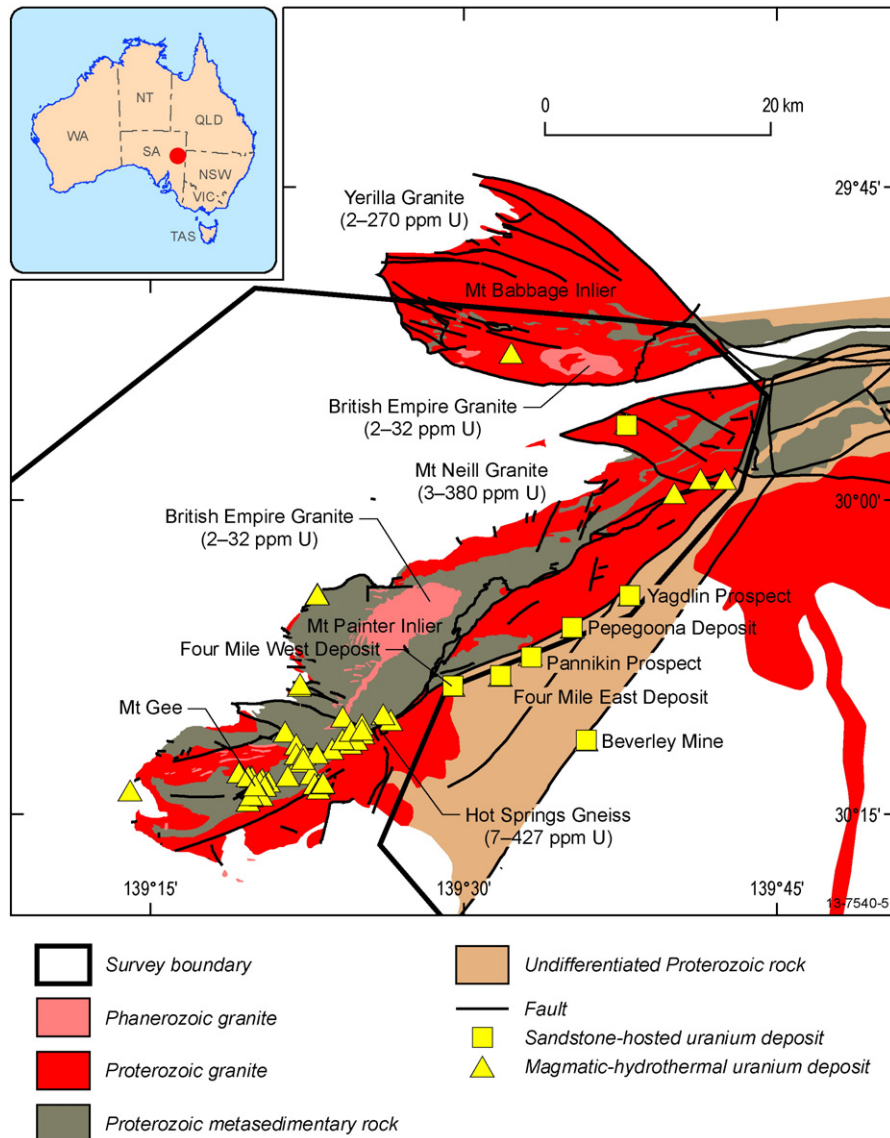 NT
QLD
WA
SA
NSW
VIC
TAS
0
20 km
29°45'
Yerilla Granite
(2–270 ppm U)
Mt Babbage Inlier
British Empire Granite
(2–32 ppm U)
Mt Neill Granite
(3–380 ppm U)
30°00'
British Empire Granite
(2–32 ppm U)
Yagdlin Prospect
Mt Painter Inlier
Pepegoona Deposit
Four Mile West Deposit
Pannikin Prospect
Four Mile East Deposit
Mt Gee
Beverley Mine
Hot Springs Gneiss
(7–427 ppm U)
30°15'
139°15'
139°30'
139°45'
13-7540-5
Survey boundary
Phanerozoic granite
Proterozoic granite
Proterozoic metasedimentary rock
Undifferentiated Proterozoic rock
Fault
Sandstone-hosted uranium deposit
Magmatic-hydrothermal uranium deposit